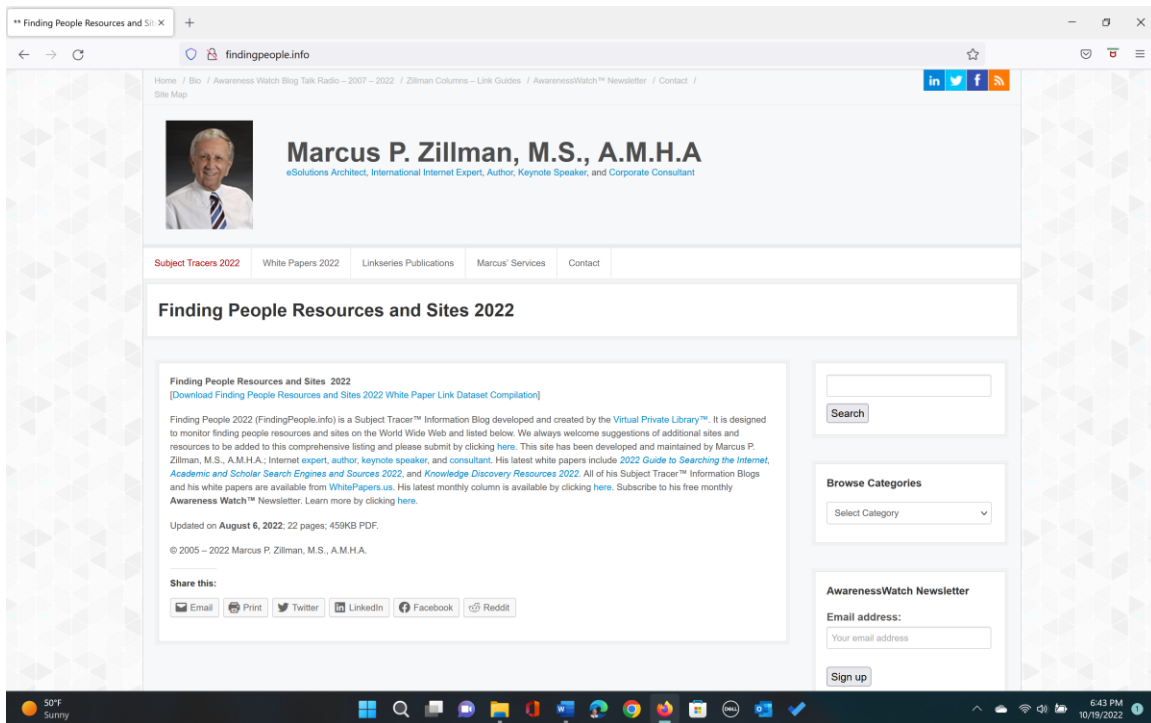 ** Finding People Resources and Sit
findingpeople.info
Home / Bio / Awareness Watch Blog Talk Radio – 2007 – 2022 / Zillman Columns – Link Guides / AwarenessWatch™ Newsletter / Contact /
Site Map
Marcus P. Zillman, M.S., A.M.H.A
eSolutions Architect, International Internet Expert, Author, Keynote Speaker, and Corporate Consultant
Subject Tracers 2022 White Papers 2022 Linkseries Publications Marcus' Services Contact
Finding People Resources and Sites 2022
Finding People Resources and Sites 2022
[Download Finding People Resources and Sites 2022 White Paper Link Dataset Compilation]
Finding People 2022 (FindingPeople.info) is a Subject Tracer™ Information Blog developed and created by the Virtual Private Library™. It is designed
to monitor finding people resources and sites on the World Wide Web and listed below. We always welcome suggestions of additional sites and
resources to be added to this comprehensive listing and please submit by clicking here. This site has been developed and maintained by Marcus P.
Zillman, M.S., A.M.H.A.; Internet expert, author, keynote speaker, and consultant. His latest white papers include 2022 Guide to Searching the Internet,
Academic and Scholar Search Engines and Sources 2022, and Knowledge Discovery Resources 2022. All of his Subject Tracer™ Information Blogs
and his white papers are available from WhitePapers.us. His latest monthly column is available by clicking here. Subscribe to his free monthly
Awareness Watch™ Newsletter. Learn more by clicking here.
Updated on August 6, 2022; 22 pages; 459KB PDF.
© 2005 – 2022 Marcus P. Zillman, M.S., A.M.H.A.
Share this:
Email Print Twitter LinkedIn Facebook Reddit
Search
Browse Categories
Select Category
AwarenessWatch Newsletter
Email address:
Your email address
Sign up
50°F
Sunny
DELL
6:43 PM
10/19/2022
1